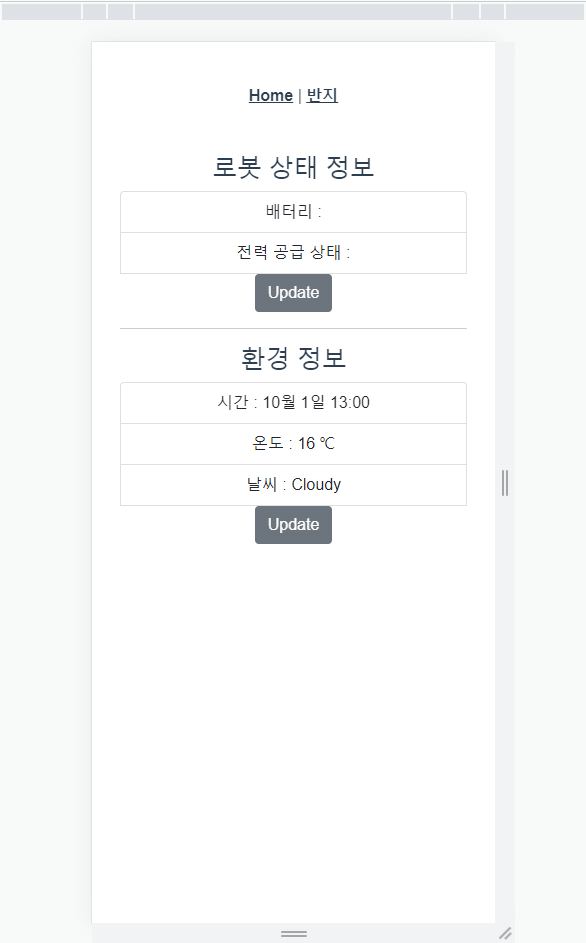 Home | 반지
로봇 상태 정보
배터리 :
전력 공급 상태 :
Update
환경 정보
시간 : 10월 1일 13:00
온도 : 16 ℃
날씨 : Cloudy
Update